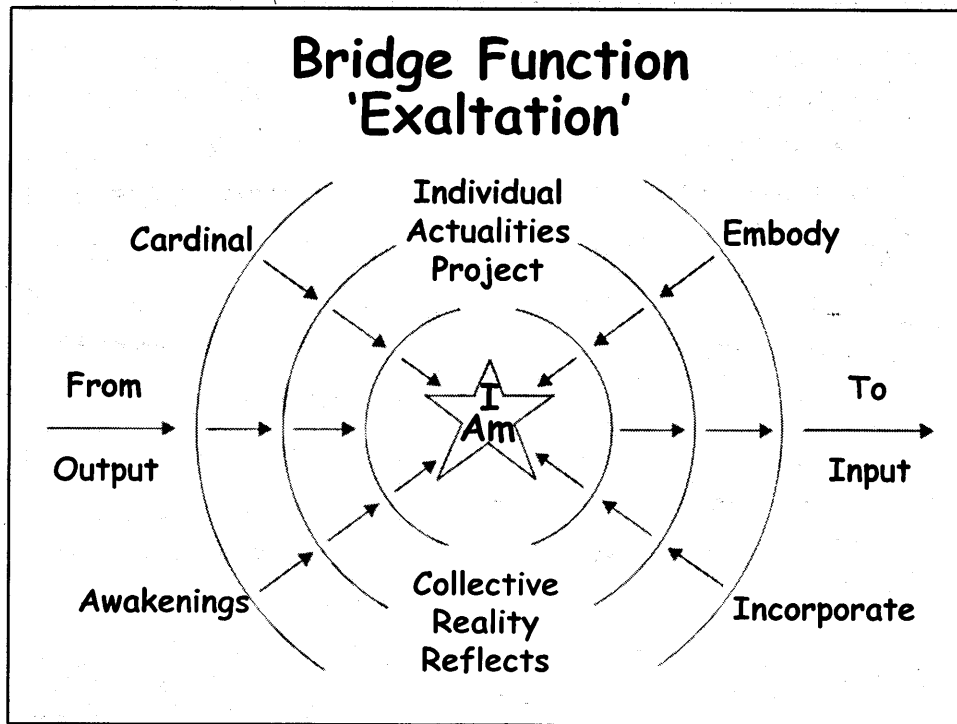 Bridge Function
'Exaltation'
Individual
Actualities
Project
Cardinal
Embody
From
Output
I
Am
To
Input
Awakenings
Incorporate
Collective
Reality
Reflects